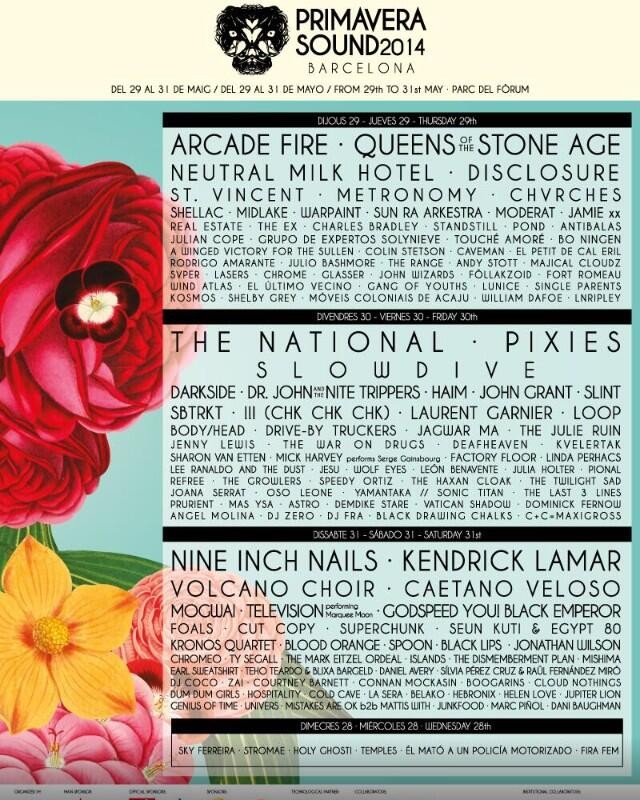 PRIMAVERA
SOUND2014
BARCELONA
DEL 29 AL 31 DE MAIG / DEL 29 AL 31 DE MAYO / FROM 29th TO 31st MAY · PARC DEL FÒRUM
DIJOUS 29 - JUEVES 29 - THURSDAY 29th
ARCADE FIRE · QUEENS OF THE STONE AGE
NEUTRAL MILK HOTEL · DISCLOSURE
ST. VINCENT · METRONOMY · CHVRCHES
SHELLAC · MIDLAKE · WARPAINT · SUN RA ARKESTRA · MODERAT · JAMIE xx
REAL ESTATE · THE EX · CHARLES BRADLEY · STANDSTILL · POND · ANTIBALAS
JULIAN COPE · GRUPO DE EXPERTOS SOLYNIEVE · TOUCHÉ AMORÉ · BO NINGEN
A WINGED VICTORY FOR THE SULLEN · COLIN STETSON · CAVEMAN · EL PETIT DE CAL ERIL
RODRIGO AMARANTE · JULIO BASHMORE · THE RANGE · ANDY STOTT · MAJICAL CLOUDZ
SVPER · LASERS · CHROME · GLASSER · JOHN WIZARDS · FÖLLAKZOID · FORT ROMEAU
WIND ATLAS · EL ÚLTIMO VECINO · GANG OF YOUTHS · LUNICE · SINGLE PARENTS
KOSMOS · SHELBY GREY · MÓVEIS COLONIAIS DE ACAJU · WILLIAM DAFOE · LNRIPLEY
DIVENDRES 30 - VIERNES 30 - FRIDAY 30th
THE NATIONAL · PIXIES
SLOWDIVE
DARKSIDE · DR. JOHN AND THE NITE TRIPPERS · HAIM · JOHN GRANT · SLINT
SBTRKT · !!! (CHK CHK CHK) · LAURENT GARNIER · LOOP
BODY/HEAD · DRIVE-BY TRUCKERS · JAGWAR MA · THE JULIE RUIN
JENNY LEWIS · THE WAR ON DRUGS · DEAFHEAVEN · KVELERTAK
SHARON VAN ETTEN · MICK HARVEY performs Serge Gainsbourg · FACTORY FLOOR · LINDA PERHACS
LEE RANALDO AND THE DUST · JESU · WOLF EYES · LEÓN BENAVENTE · JULIA HOLTER · PIONAL
REFREE · THE GROWLERS · SPEEDY ORTIZ · THE HAXAN CLOAK · THE TWILIGHT SAD
JOANA SERRAT · OSO LEONE · YAMANTAKA // SONIC TITAN · THE LAST 3 LINES
PRURIENT · MAS YSA · ASTRO · DEMDIKE STARE · VATICAN SHADOW · DOMINICK FERNOW
ANGEL MOLINA · DJ ZERO · DJ FRA · BLACK DRAWING CHALKS · C+C=MAXIGROSS
DISSABTE 31 - SÁBADO 31 - SATURDAY 31st
NINE INCH NAILS · KENDRICK LAMAR
VOLCANO CHOIR · CAETANO VELOSO
MOGWAI · TELEVISION performing Marquee Moon · GODSPEED YOU! BLACK EMPEROR
FOALS · CUT COPY · SUPERCHUNK · SEUN KUTI & EGYPT 80
KRONOS QUARTET · BLOOD ORANGE · SPOON · BLACK LIPS · JONATHAN WILSON
CHROMEO · TY SEGALL · THE MARK EITZEL ORDEAL · ISLANDS · THE DISMEMBERMENT PLAN · MISHIMA
EARL SWEATSHIRT · TEHO TEARDO & BLIXA BARGELD · DANIEL AVERY · SÍLVIA PÉREZ CRUZ & RAÜL FERNÁNDEZ MIRÓ
DJ COCO · ZA! · COURTNEY BARNETT · CONNAN MOCKASIN · BOOGARINS · CLOUD NOTHINGS
DUM DUM GIRLS · HOSPITALITY · COLD CAVE · LA SERA · BELAKO · HEBRONIX · HELEN LOVE · JUPITER LION
GENIUS OF TIME · UNIVERS · MISTAKES ARE OK b2b MATTIS WITH · JUNKFOOD · MARC PIÑOL · DANI BAUGHMAN
DIMECRES 28 - MIÉRCOLES 28 - WEDNESDAY 28th
SKY FERREIRA · STROMAE · HOLY GHOST! · TEMPLES · ÉL MATÓ A UN POLICÍA MOTORIZADO · FIRA FEM
ORGANIZED BY: MAIN SPONSOR: OFFICIAL SPONSORS: SPONSORS: TECHNOLOGICAL PARTNER: COLLABORATORS: INSTITUTIONAL COLLABORATORS: